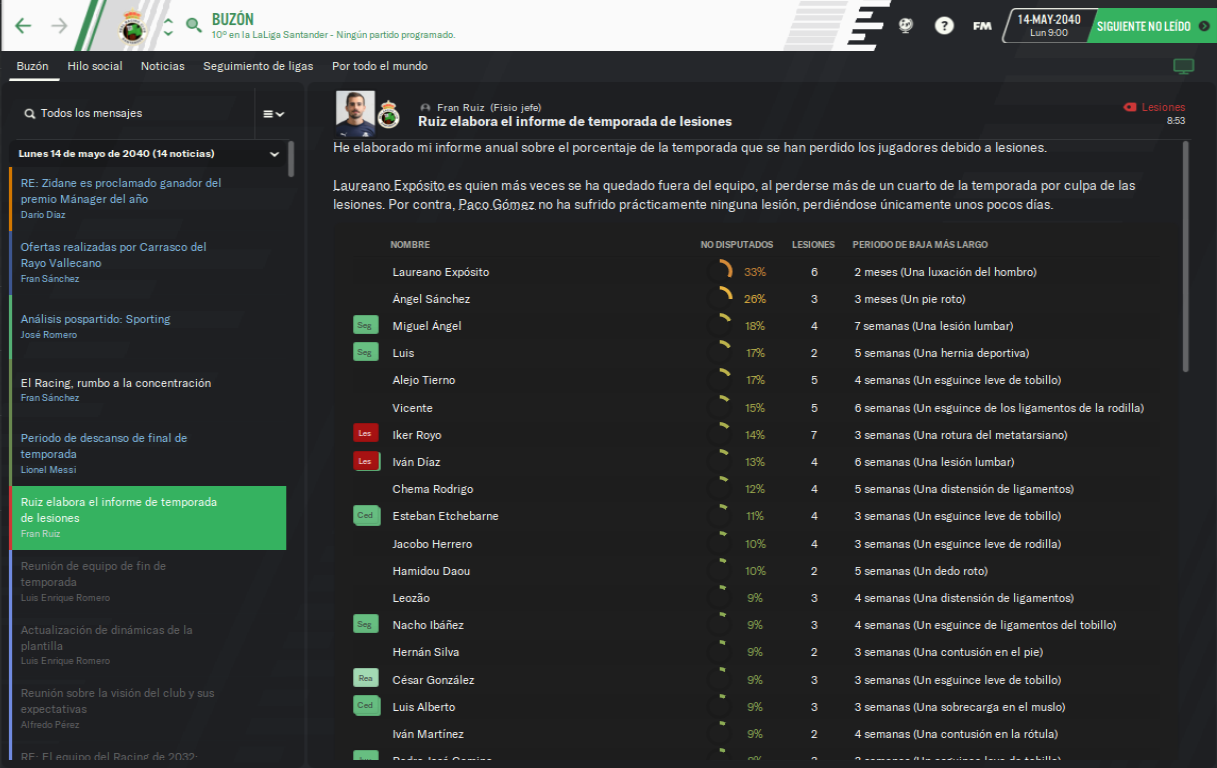 BUZÓN
10º en la LaLiga Santander - Ningún partido programado.
?
FM
14-MAY-2040
Lun 9:00
SIGUIENTE NO LEÍDO
Buzón Hilo social Noticias Seguimiento de ligas Por todo el mundo
Todos los mensajes
Lunes 14 de mayo de 2040 (14 noticias)
RE: Zidane es proclamado ganador del
premio Mánager del año
Darío Díaz
Ofertas realizadas por Carrasco del
Rayo Vallecano
Fran Sánchez
Análisis pospartido: Sporting
José Romero
El Racing, rumbo a la concentración
Fran Sánchez
Periodo de descanso de final de
temporada
Lionel Messi
Ruiz elabora el informe de temporada
de lesiones
Fran Ruiz
Reunión de equipo de fin de
temporada
Luis Enrique Romero
Actualización de dinámicas de la
plantilla
Luis Enrique Romero
Reunión sobre la visión del club y sus
expectativas
Alfredo Pérez
RE: El equipo del Racing de 2032:
Fran Ruiz (Fisio jefe)
Ruiz elabora el informe de temporada de lesiones
Lesiones
8:53
He elaborado mi informe anual sobre el porcentaje de la temporada que se han perdido los jugadores debido a lesiones.
Laureano Expósito es quien más veces se ha quedado fuera del equipo, al perderse más de un cuarto de la temporada por culpa de las
lesiones. Por contra, Paco Gómez no ha sufrido prácticamente ninguna lesión, perdiéndose únicamente unos pocos días.
NOMBRE NO DISPUTADOS LESIONES PERIODO DE BAJA MÁS LARGO
Laureano Expósito 33% 6 2 meses (Una luxación del hombro)
Ángel Sánchez 26% 3 3 meses (Un pie roto)
Seg Miguel Ángel 18% 4 7 semanas (Una lesión lumbar)
Seg Luis 17% 2 5 semanas (Una hernia deportiva)
Alejo Tierno 17% 5 4 semanas (Un esguince leve de tobillo)
Vicente 15% 5 6 semanas (Un esguince de los ligamentos de la rodilla)
Les Iker Royo 14% 7 3 semanas (Una rotura del metatarsiano)
Les Iván Díaz 13% 4 6 semanas (Una lesión lumbar)
Chema Rodrigo 12% 4 5 semanas (Una distensión de ligamentos)
Ced Esteban Etchebarne 11% 4 3 semanas (Un esguince leve de tobillo)
Jacobo Herrero 10% 4 3 semanas (Un esguince leve de rodilla)
Hamidou Daou 10% 2 5 semanas (Un dedo roto)
Leozão 9% 3 4 semanas (Una distensión de ligamentos)
Seg Nacho Ibáñez 9% 3 4 semanas (Un esguince de ligamentos del tobillo)
Hernán Silva 9% 2 3 semanas (Una contusión en el pie)
Rea César González 9% 3 3 semanas (Un esguince leve de tobillo)
Ced Luis Alberto 9% 3 3 semanas (Una sobrecarga en el muslo)
Iván Martínez 9% 2 4 semanas (Una contusión en la rótula)